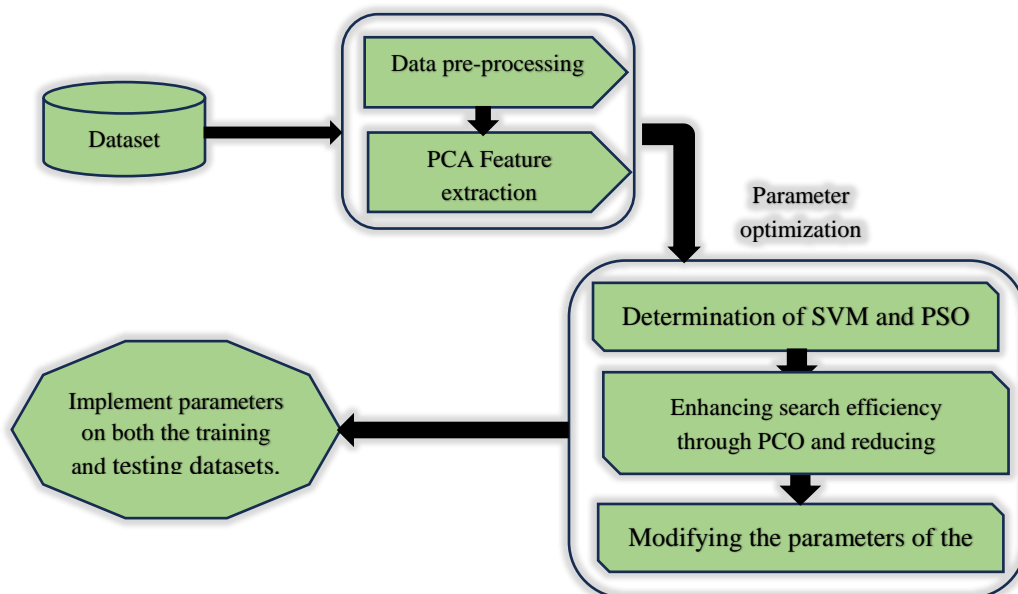 Data pre-processing
Dataset
PCA Feature
extraction
Parameter
optimization
Determination of SVM and PSO
Enhancing search efficiency
through PCO and reducing
Modifying the parameters of the
Implement parameters
on both the training
and testing datasets.